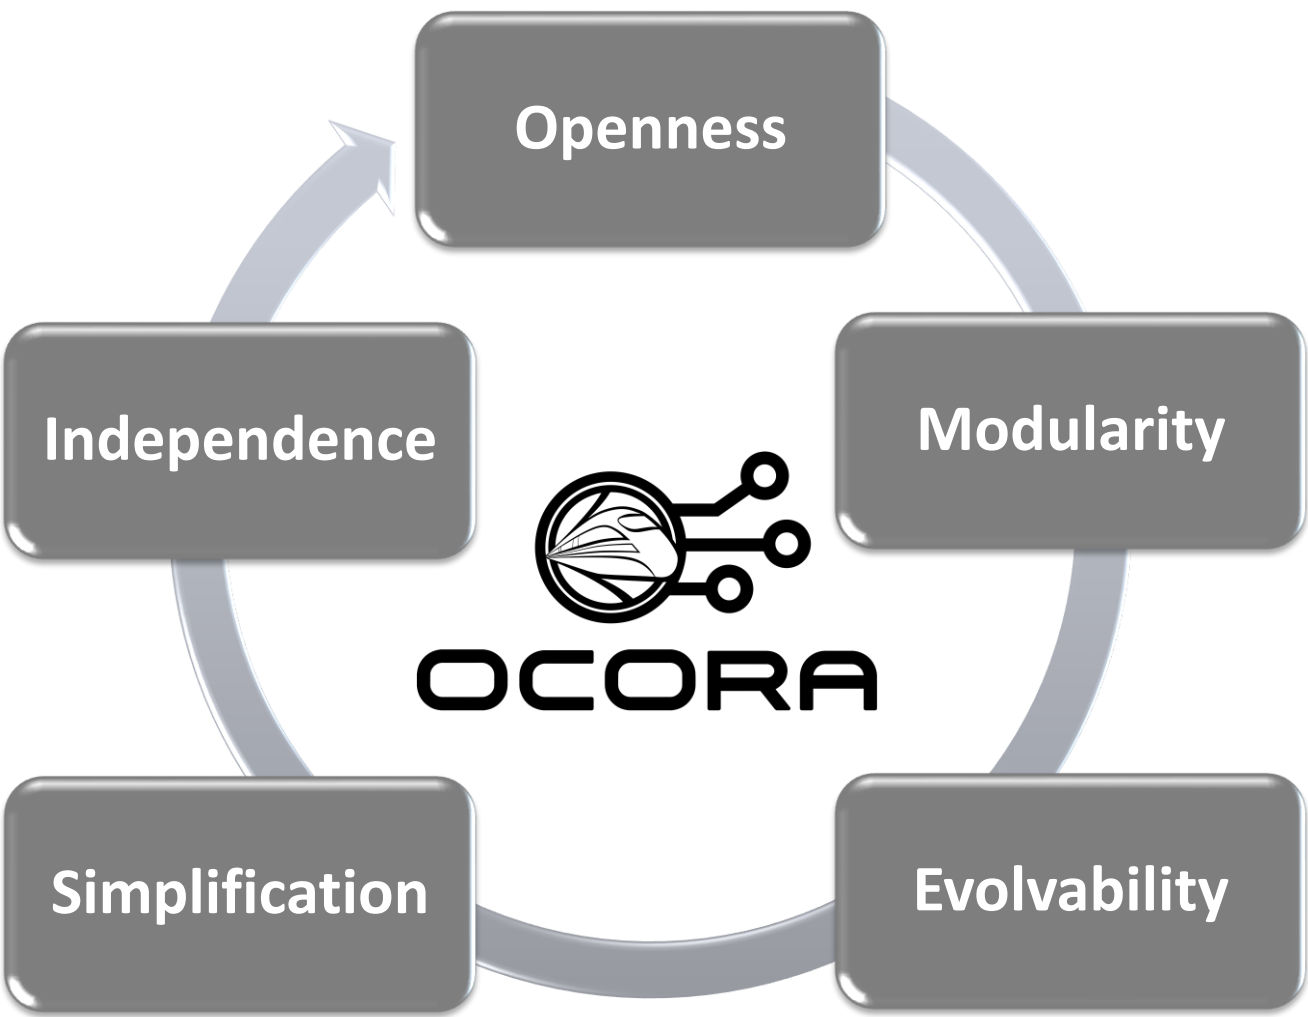 Openness
Modularity
Evolvability
Simplification
Independence
OCORA